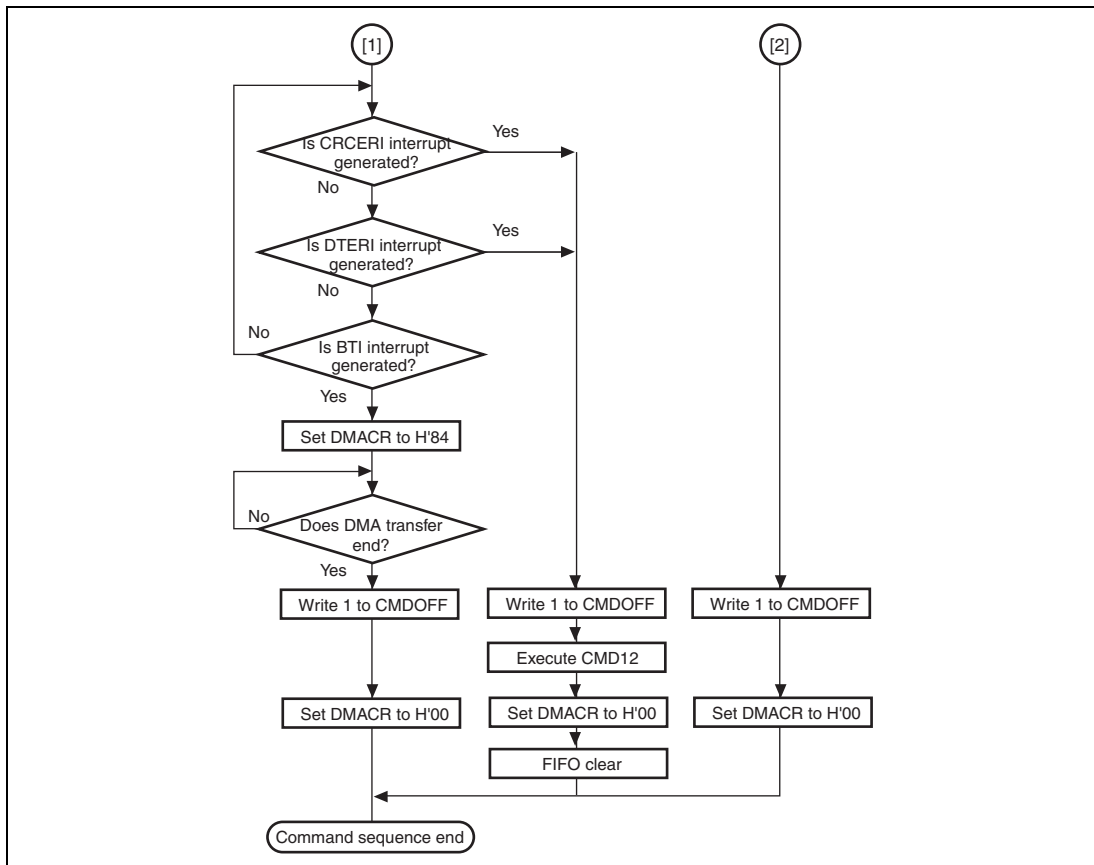 [1]
[2]
Is CRCERI interrupt
generated?
Yes
No
Is DTERI interrupt
generated?
Yes
No
No
Is BTI interrupt
generated?
Yes
Set DMACR to H'84
No
Does DMA transfer
end?
Yes
Write 1 to CMDOFF
Write 1 to CMDOFF
Write 1 to CMDOFF
Execute CMD12
Set DMACR to H'00
Set DMACR to H'00
Set DMACR to H'00
FIFO clear
Command sequence end